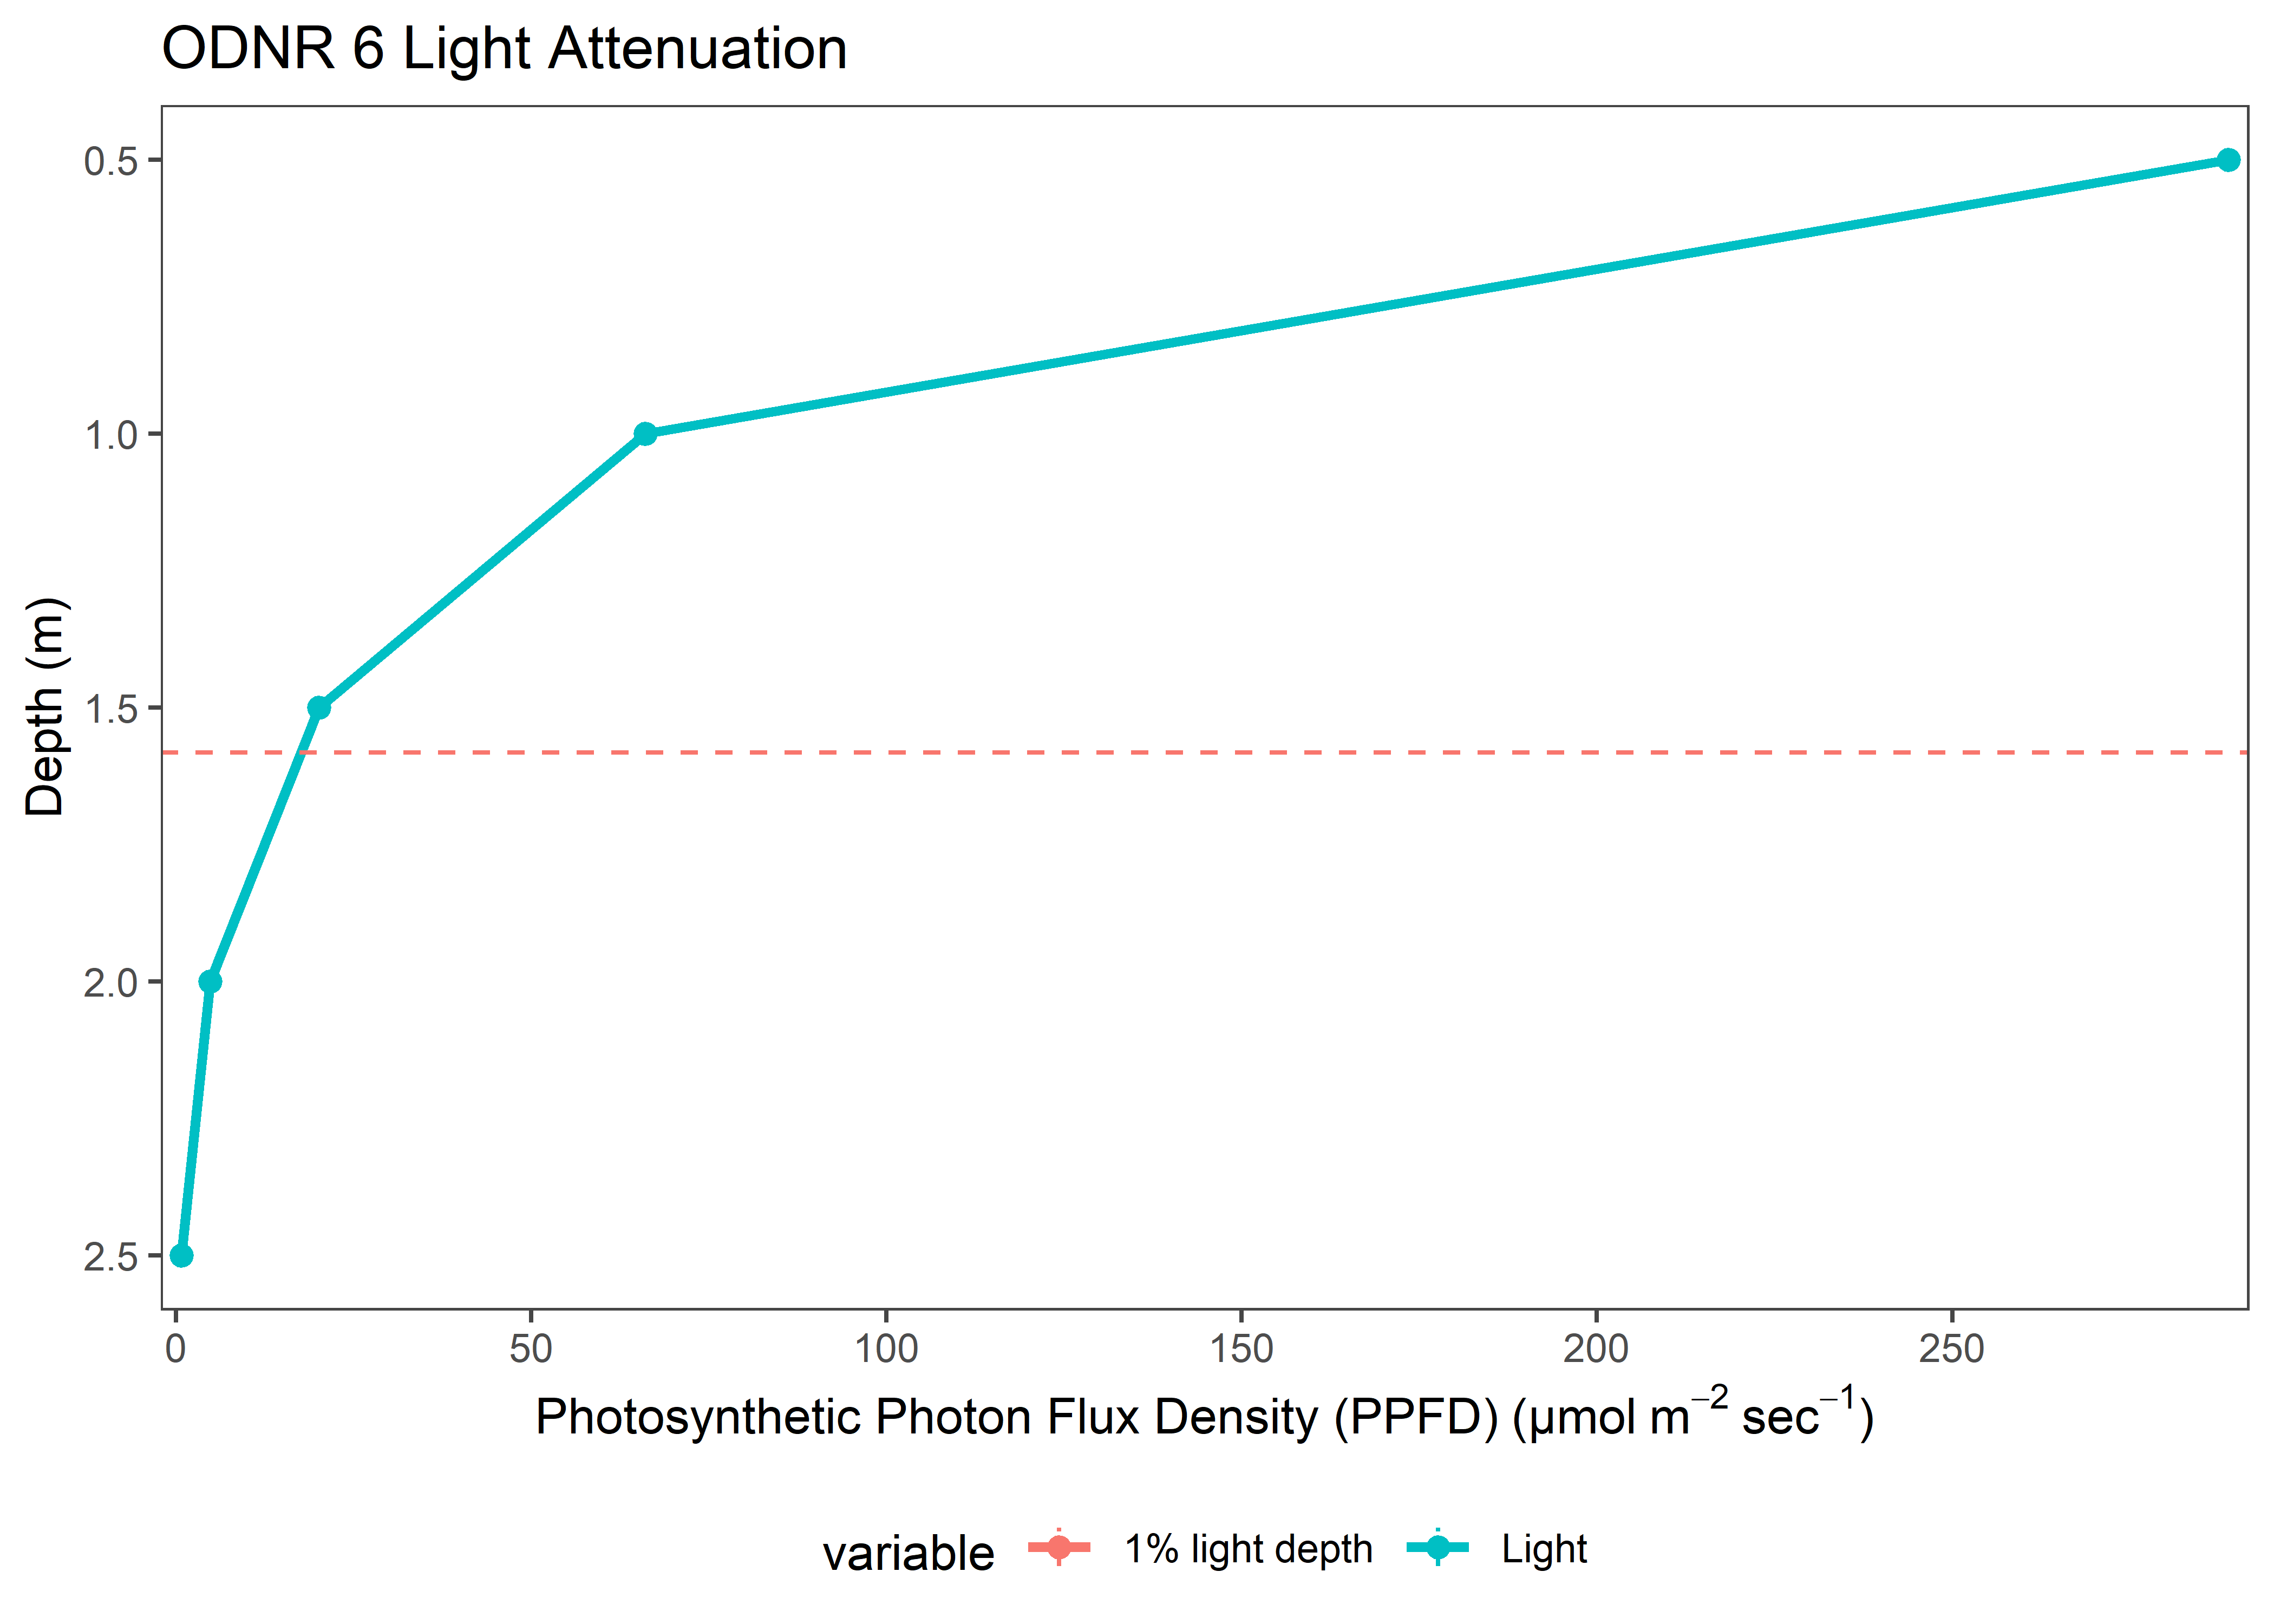 ODNR 6 Light Attenuation
Depth (m)
0.5
1.0
1.5
2.0
2.5
0 50 100 150 200 250
Photosynthetic Photon Flux Density (PPFD) (µmol m⁻² sec⁻¹)
variable 1% light depth Light